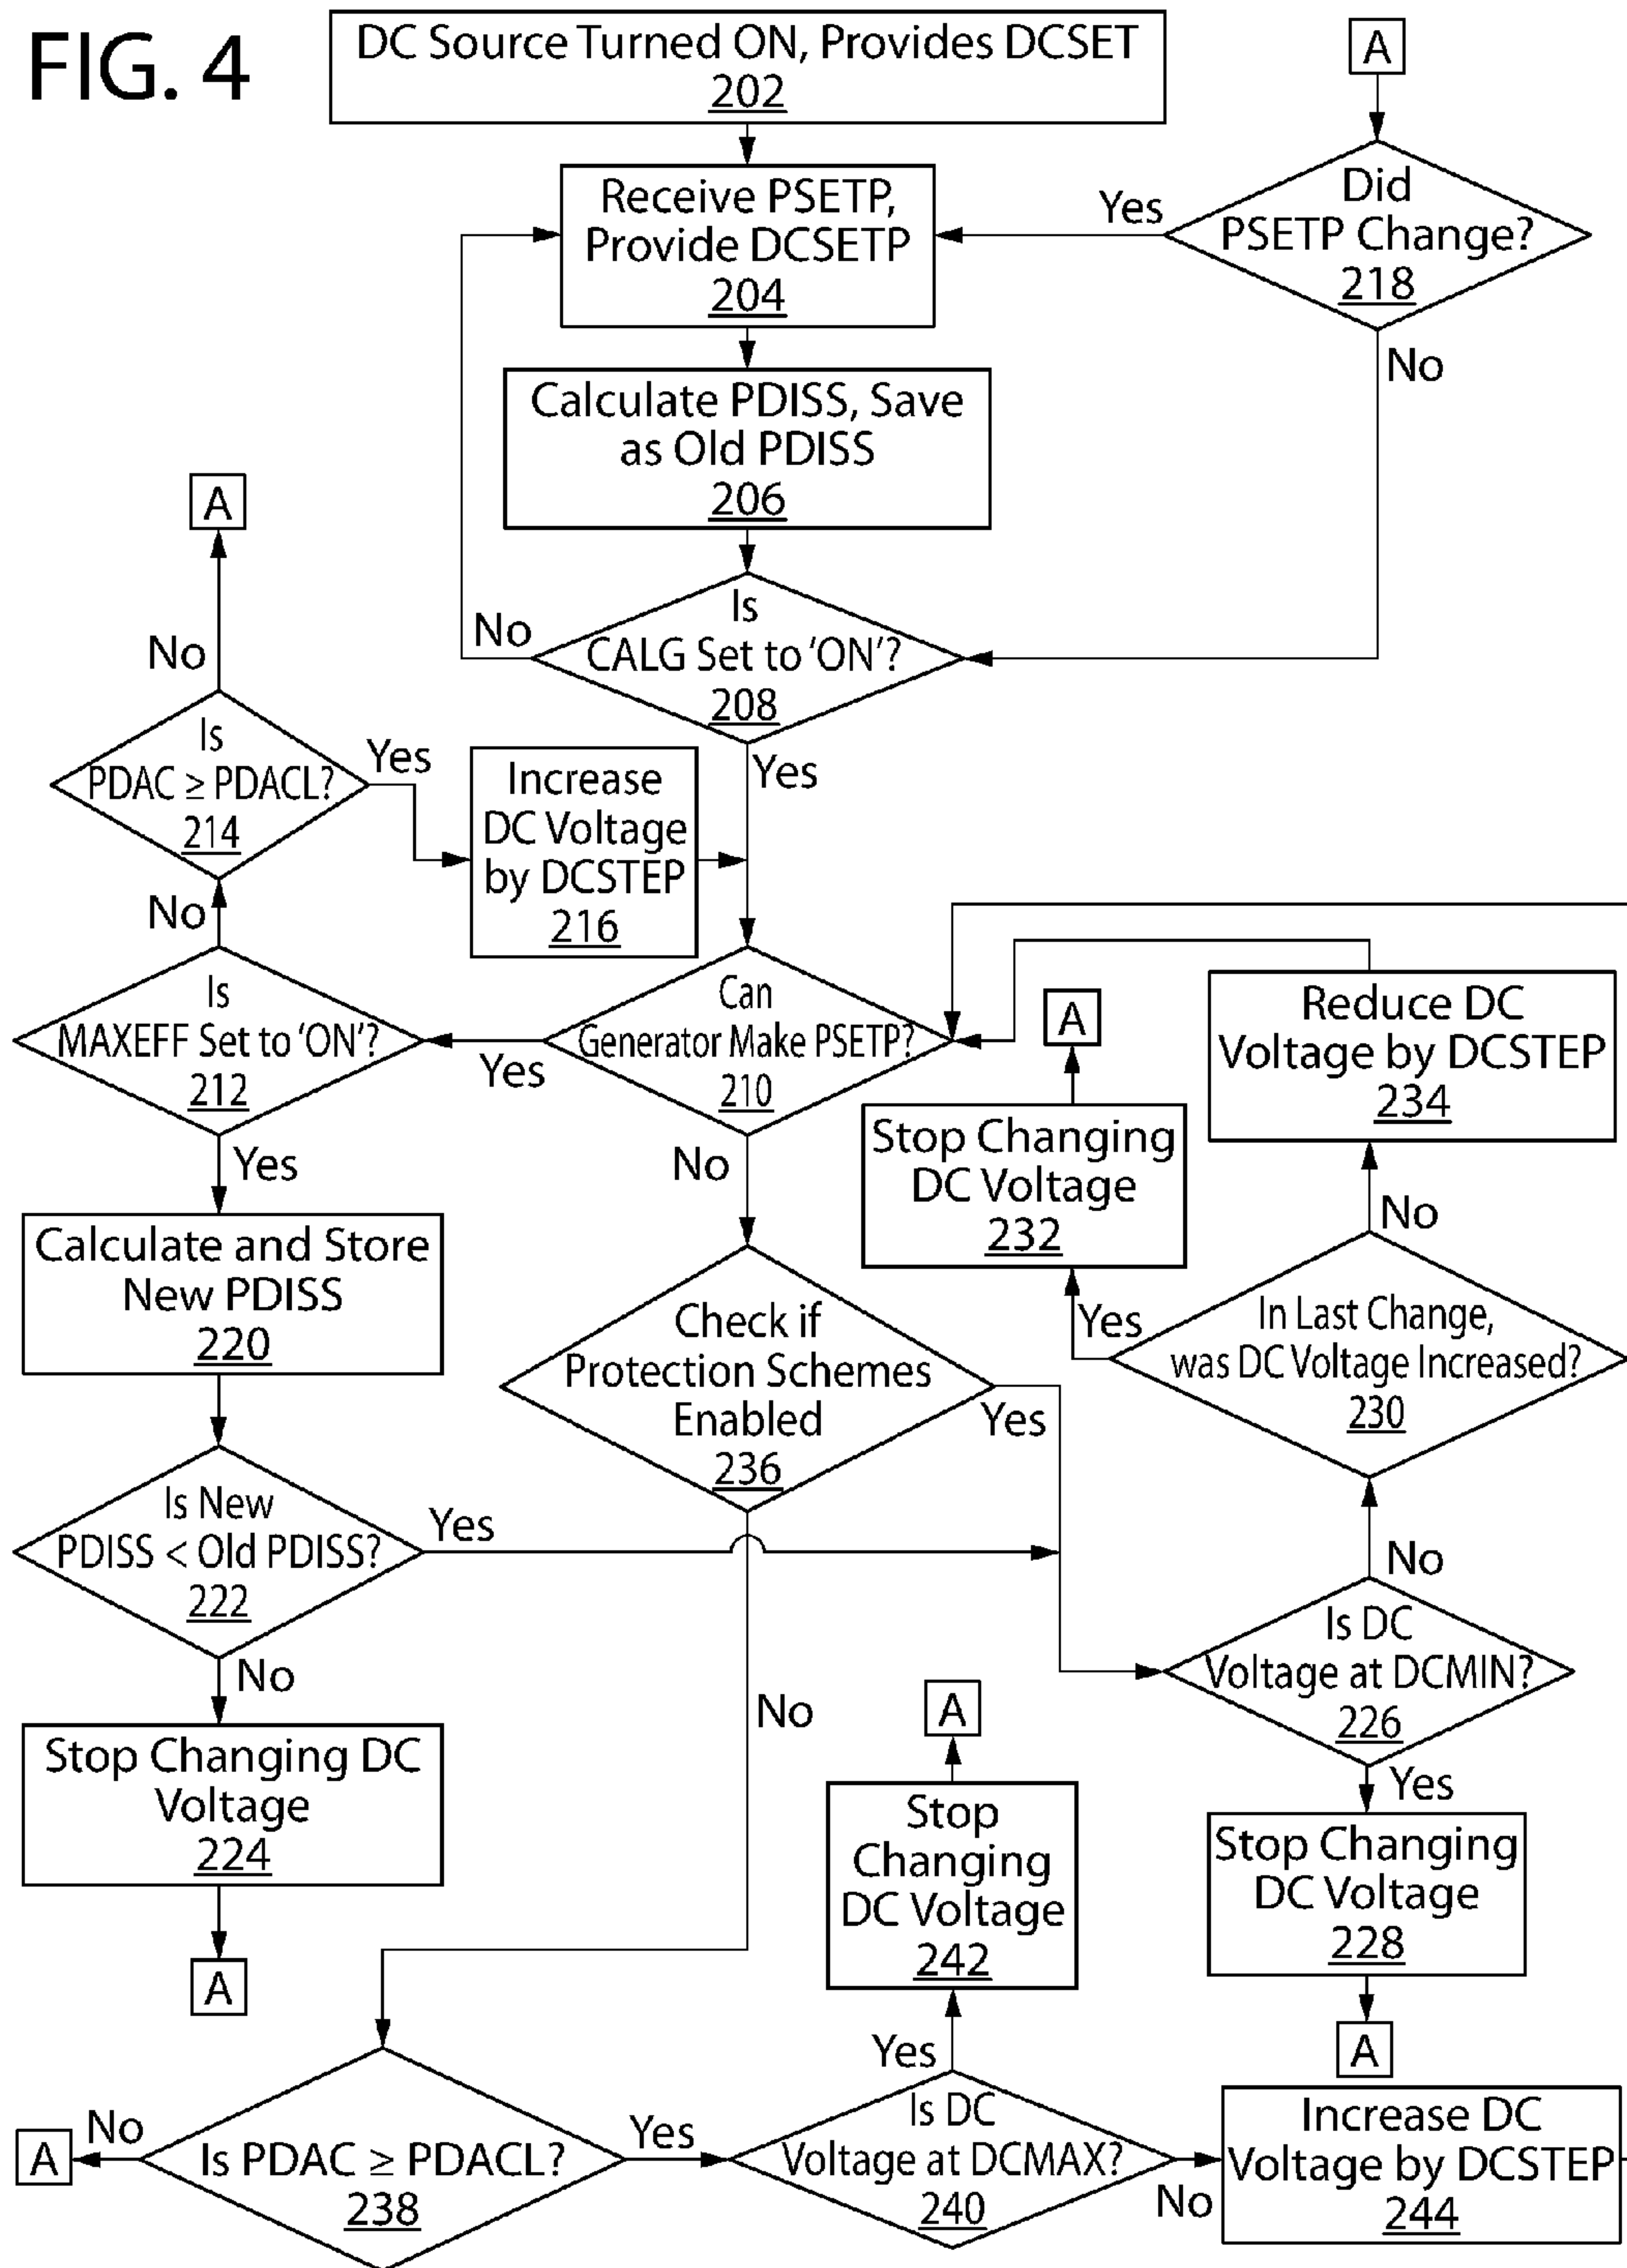 FIG. 4
DC Source Turned ON, Provides DCSET
202
A
Receive PSETP,
Provide DCSETP
204
Yes
Did
PSETP Change?
218
No
Calculate PDISS, Save
as Old PDISS
206
A
No
Is
CALG Set to 'ON'?
208
No
Yes
Is
PDAC ≥ PDACL?
214
Yes
Increase
DC Voltage
by DCSTEP
216
No
Is
MAXEFF Set to 'ON'?
212
Yes
Can
Generator Make PSETP?
210
A
Reduce DC
Voltage by DCSTEP
234
Yes
No
Stop Changing
DC Voltage
232
No
Calculate and Store
New PDISS
220
Check if
Protection Schemes
Enabled
236
Yes
Yes
In Last Change,
was DC Voltage Increased?
230
Is New
PDISS < Old PDISS?
222
Yes
No
No
No
Is DC
Voltage at DCMIN?
226
A
Yes
Stop Changing DC
Voltage
224
Stop
Changing
DC Voltage
242
Stop Changing
DC Voltage
228
A
A
Yes
A
No
Is PDAC ≥ PDACL?
238
Yes
Is DC
Voltage at DCMAX?
240
No
Increase DC
Voltage by DCSTEP
244